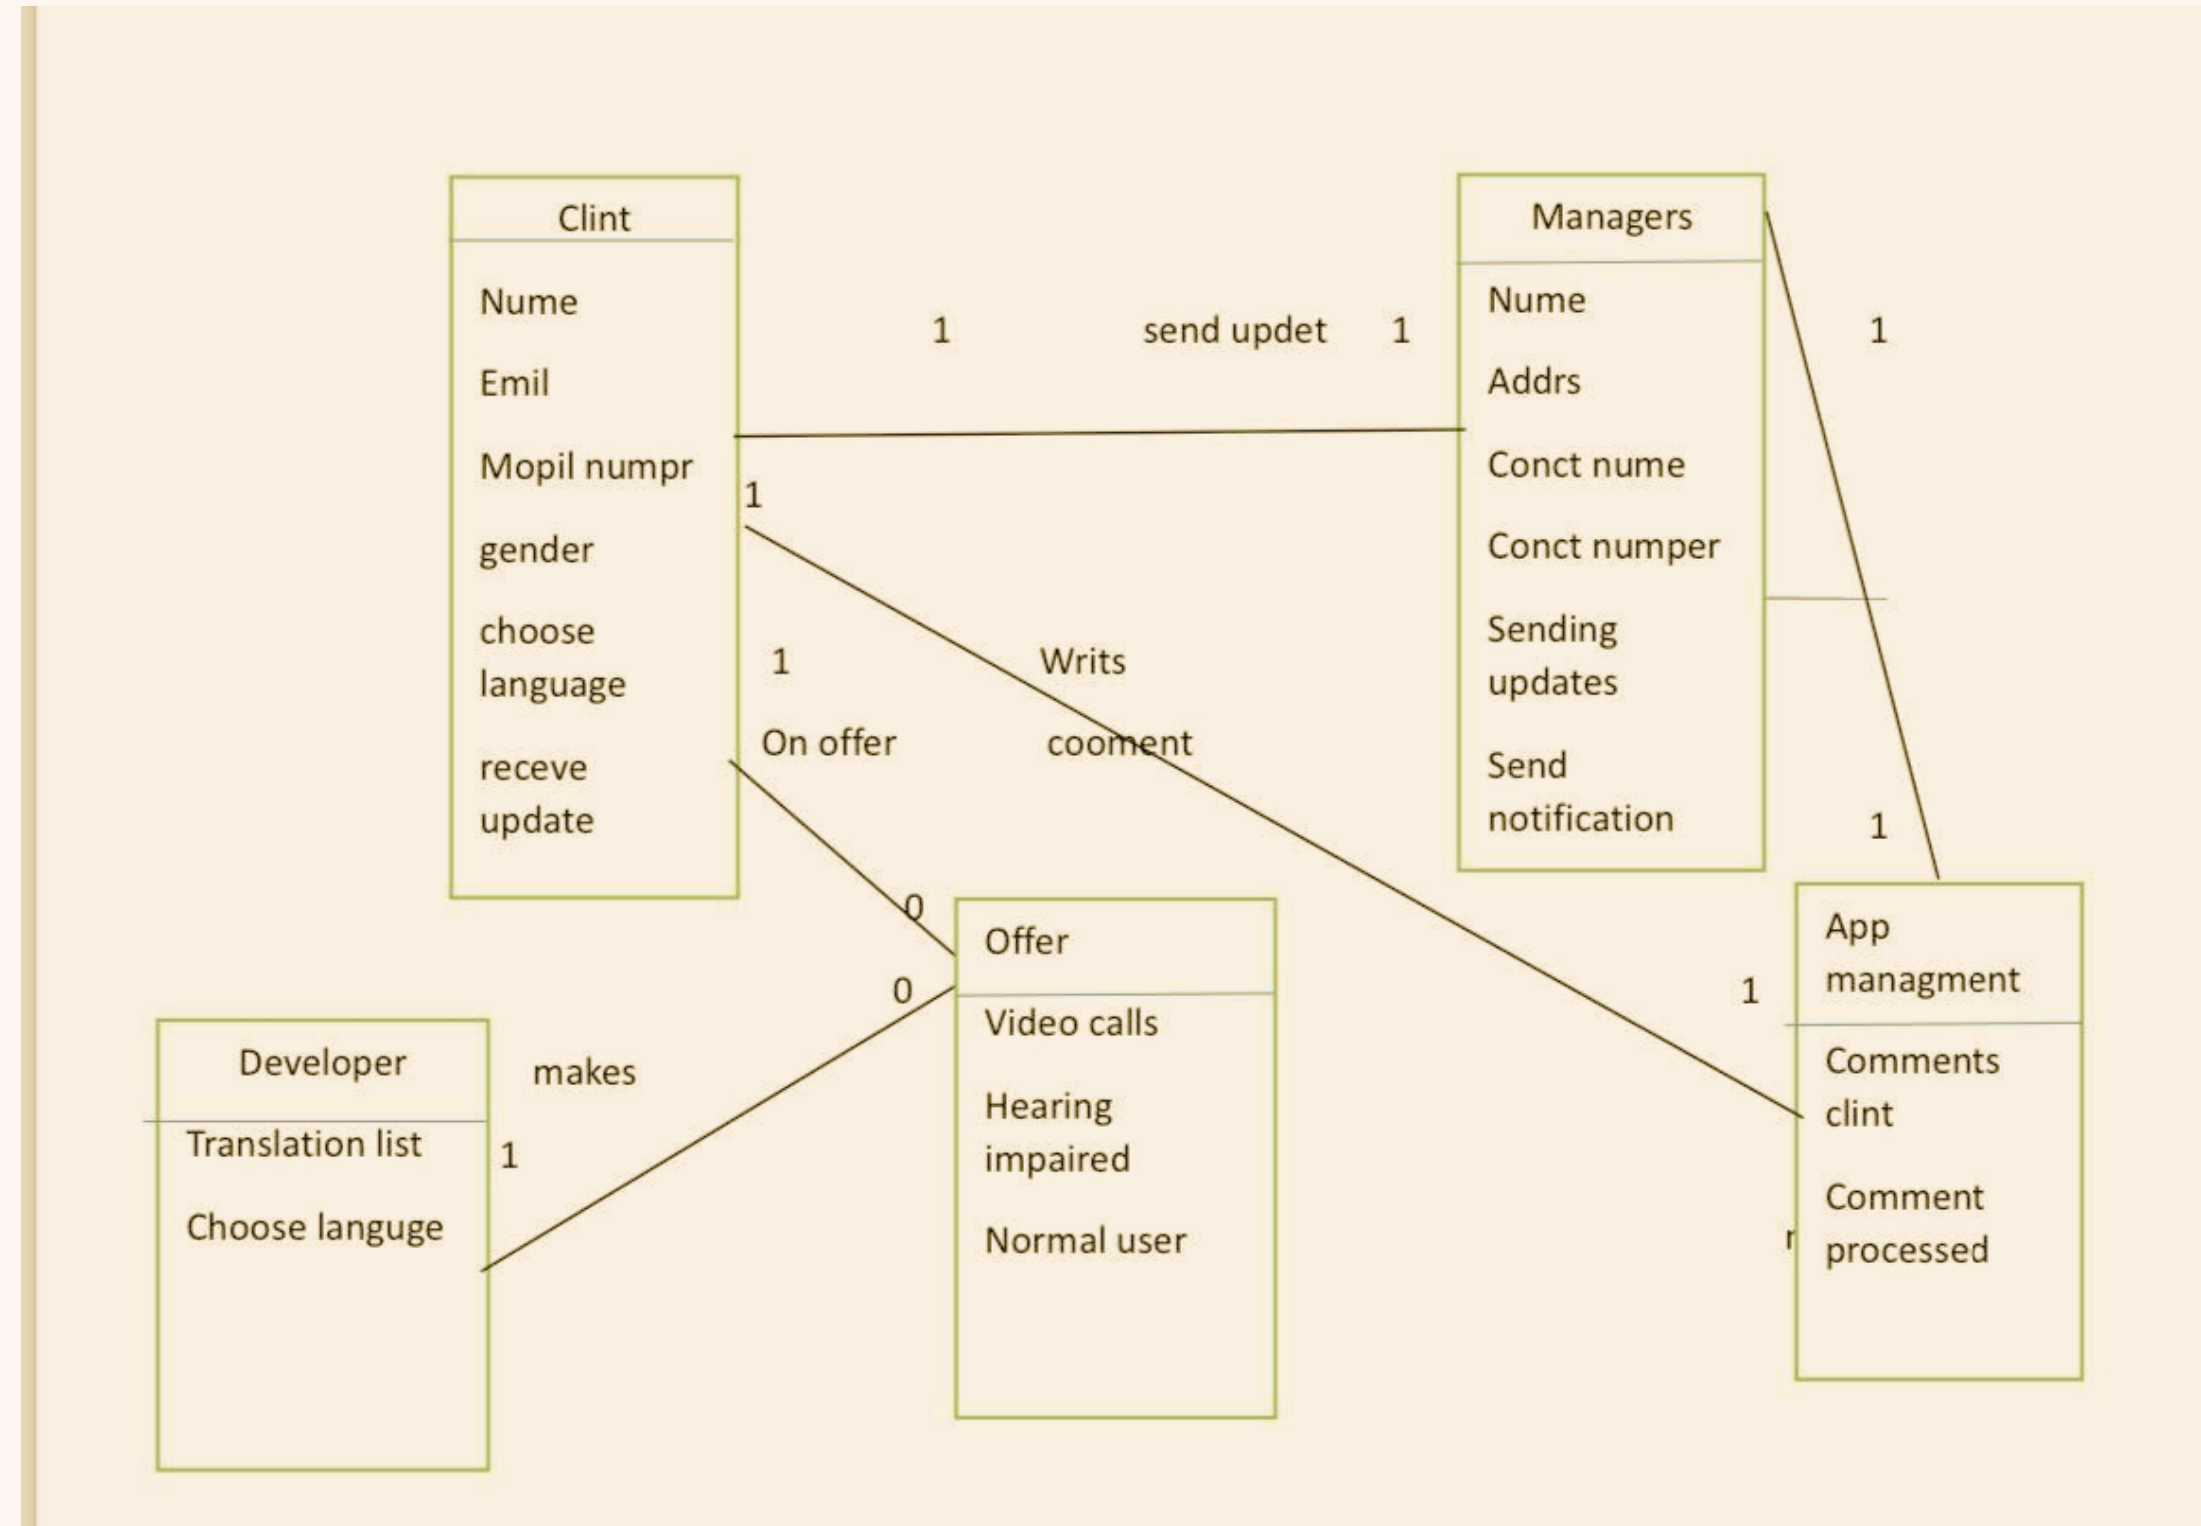 Clint
Nume
Emil
Mopil numpr
gender
choose
language
receve
update
1
send updet
1
Managers
Nume
Addrs
Conct nume
Conct numper
Sending
updates
Send
notification
1
1
1
Writs
cooment
1
1
On offer
0
Offer
Video calls
Hearing
impaired
Normal user
0
makes
1
Developer
Translation list
Choose languge
App
managment
Comments
clint
Comment
processed
r